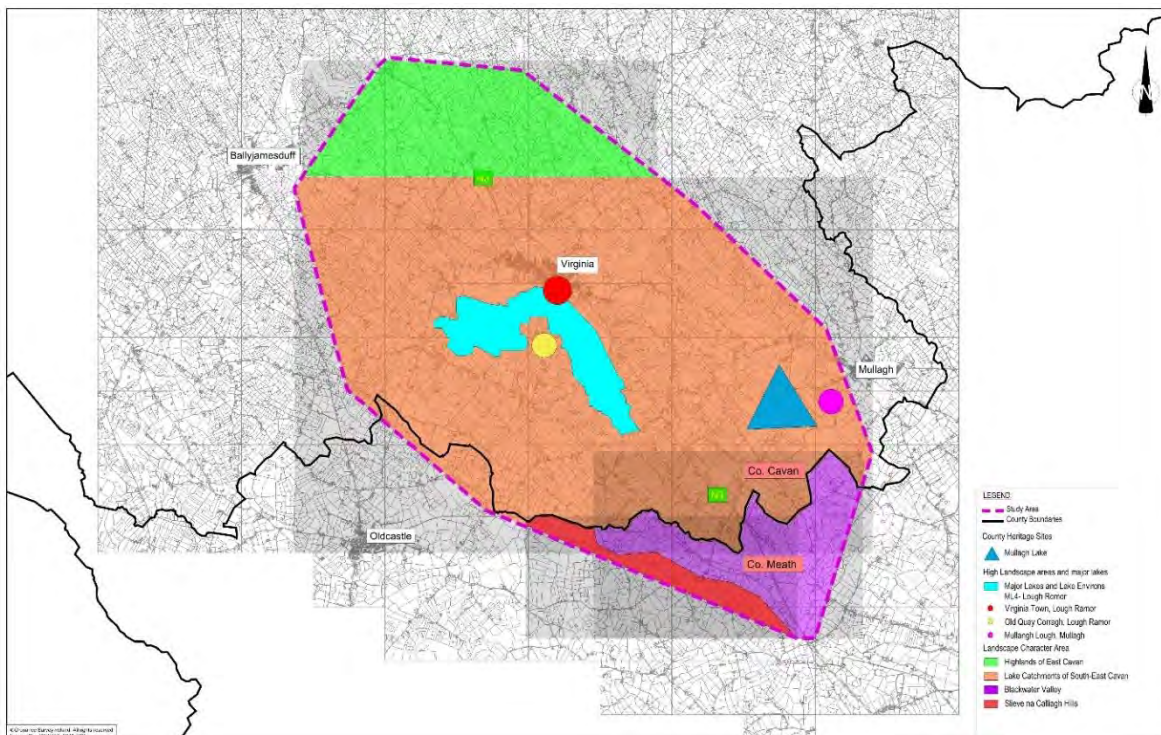 N
Ballyjamesduff
Virginia
Mullagh
Co. Cavan
N3
Oldcastle
Co. Meath
LEGEND:
Study Area
County Boundaries
County Heritage Sites
Mullagh Lake
High Landscape areas and major lakes
Major Lakes and Lake Environs
ML4- Lough Romor
Virginia Town, Lough Ramor
Old Quay Corragh, Lough Ramor
Mullangh Lough, Mullagh
Landscape Character Area
Highlands of East Cavan
Lake Catchments of South-East Cavan
Blackwater Valley
Slieve na Calliagh Hills